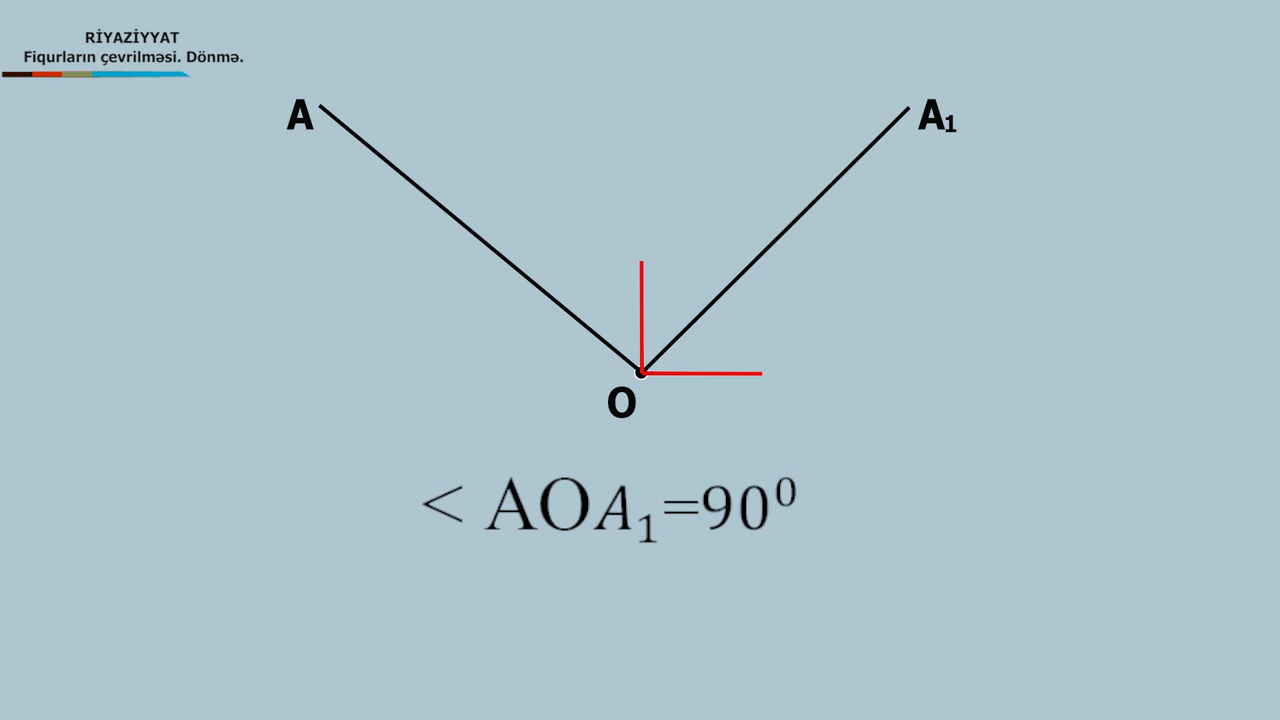 RİYAZİYYAT
Fiqurların çevrilməsi. Dönmə.
A A₁
O
< AOA₁=90⁰